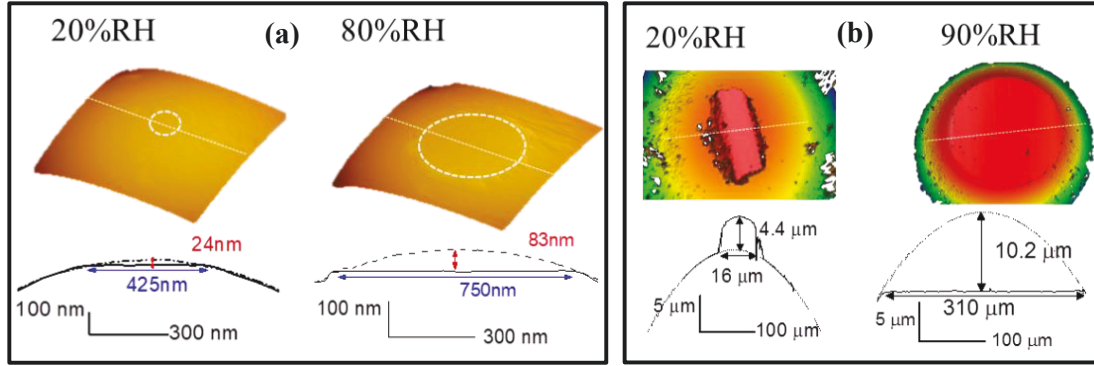 20%RH
(a)
80%RH
24nm
425nm
100 nm
300 nm
83nm
750nm
100 nm
300 nm
20%RH
(b)
90%RH
4.4 μm
16 μm
5 μm
100 μm
10.2 μm
310 μm
5 μm
100 μm